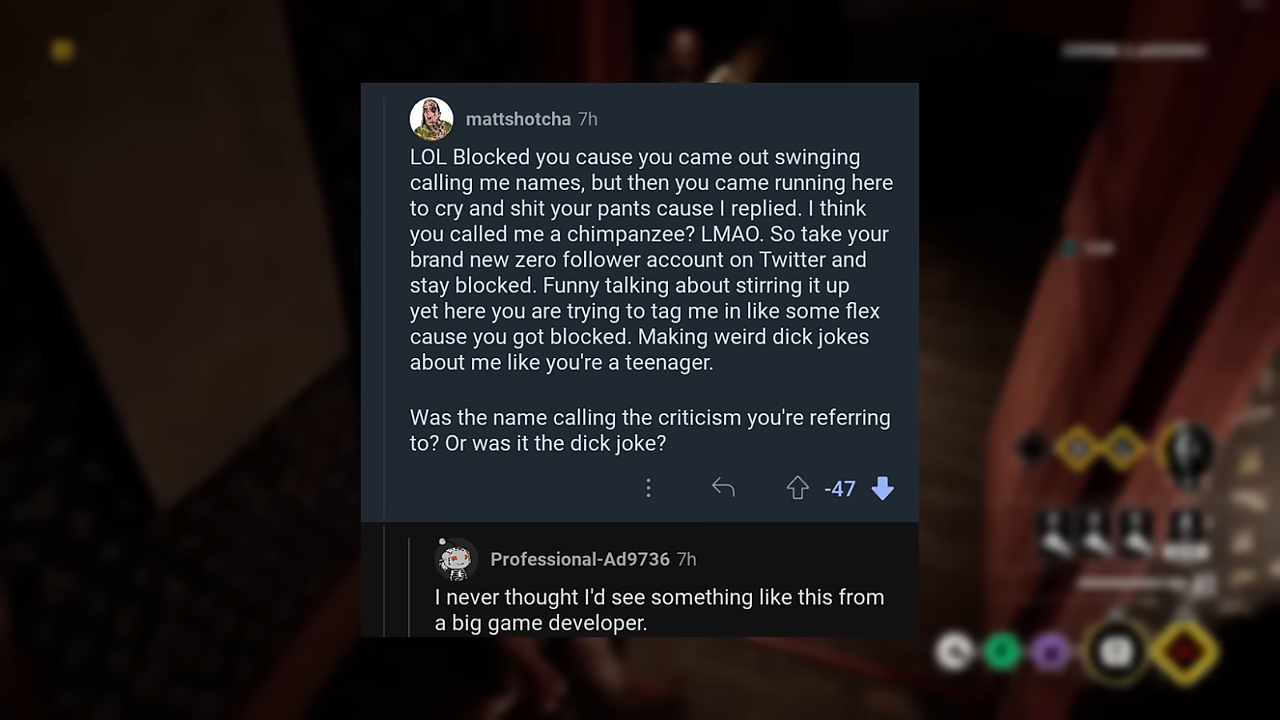 mattshotcha 7h
LOL Blocked you cause you came out swinging
calling me names, but then you came running here
to cry and shit your pants cause I replied. I think
you called me a chimpanzee? LMAO. So take your
brand new zero follower account on Twitter and
stay blocked. Funny talking about stirring it up
yet here you are trying to tag me in like some flex
cause you got blocked. Making weird dick jokes
about me like you're a teenager.
Was the name calling the criticism you're referring
to? Or was it the dick joke?
-47
Professional-Ad9736 7h
I never thought I'd see something like this from
a big game developer.